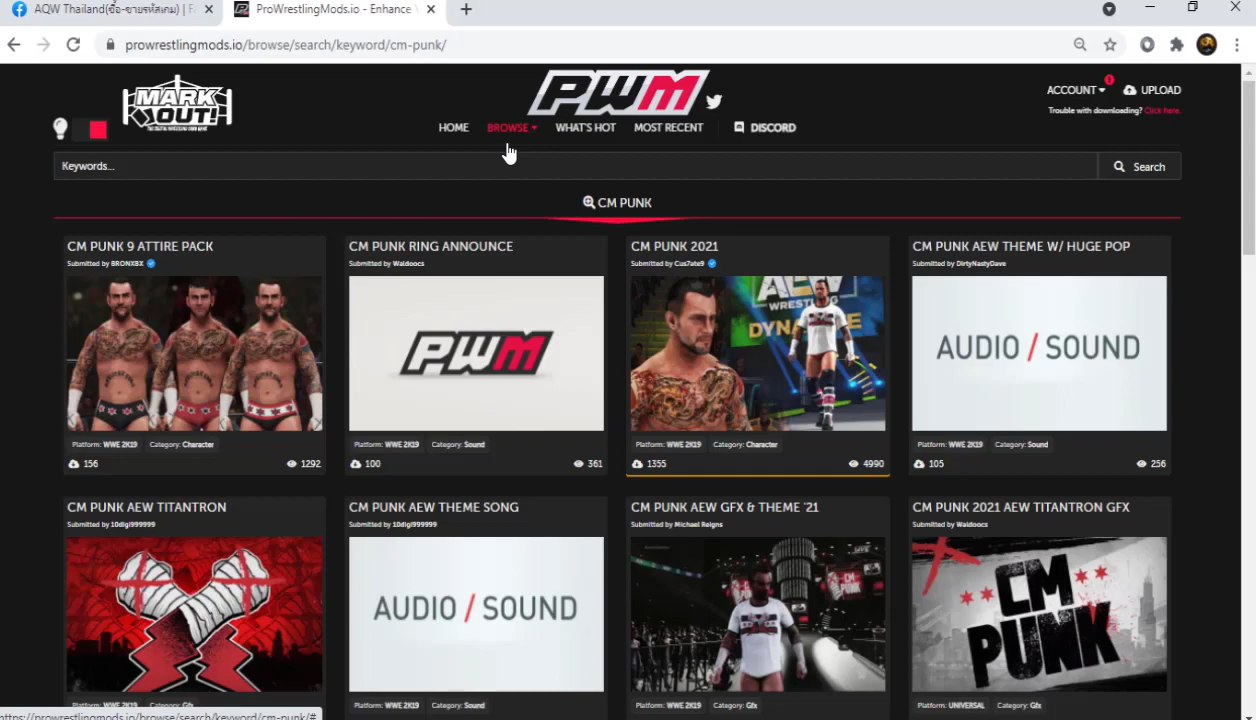 AQW Thailand(ซื้อ-ขายรหัสเกม) | F
ProWrestlingMods.io - Enhance
prowrestlingmods.io/browse/search/keyword/cm-punk/
MARK OUT!
PWM
ACCOUNT
1
UPLOAD
Trouble with downloading? Click here.
HOME
BROWSE
WHAT'S HOT
MOST RECENT
DISCORD
Keywords...
Search
CM PUNK
CM PUNK 9 ATTIRE PACK
Submitted by BRONXBX
Platform: WWE 2K19 Category: Character
156 1292
CM PUNK RING ANNOUNCE
Submitted by Waldoocs
PWM
Platform: WWE 2K19 Category: Sound
100 361
CM PUNK 2021
Submitted by Cus7ate9
AEW
WRESTLING
Platform: WWE 2K19 Category: Character
1355 4990
CM PUNK AEW THEME W/ HUGE POP
Submitted by DirtyNastyDave
AUDIO / SOUND
Platform: WWE 2K19 Category: Sound
105 256
CM PUNK AEW TITANTRON
Submitted by 10digi999999
Platform: WWE 2K19 Category: Gfx
CM PUNK AEW THEME SONG
Submitted by 10digi999999
AUDIO / SOUND
Platform: WWE 2K19 Category: Sound
CM PUNK AEW GFX & THEME '21
Submitted by Michael Reigns
Platform: WWE 2K19 Category: Gfx
CM PUNK 2021 AEW TITANTRON GFX
Submitted by Waldoocs
CM
PUNK
Platform: UNIVERSAL Category: Gfx
https://prowrestlingmods.io/browse/search/keyword/cm-punk/#